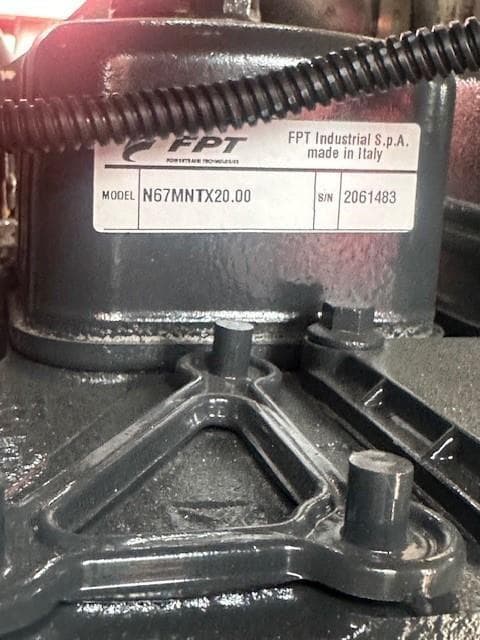 FPT
POWERTRAIN TECHNOLOGIES
FPT Industrial S.p.A.
made in Italy
MODEL N67MNTX20.00 S/N 2061483